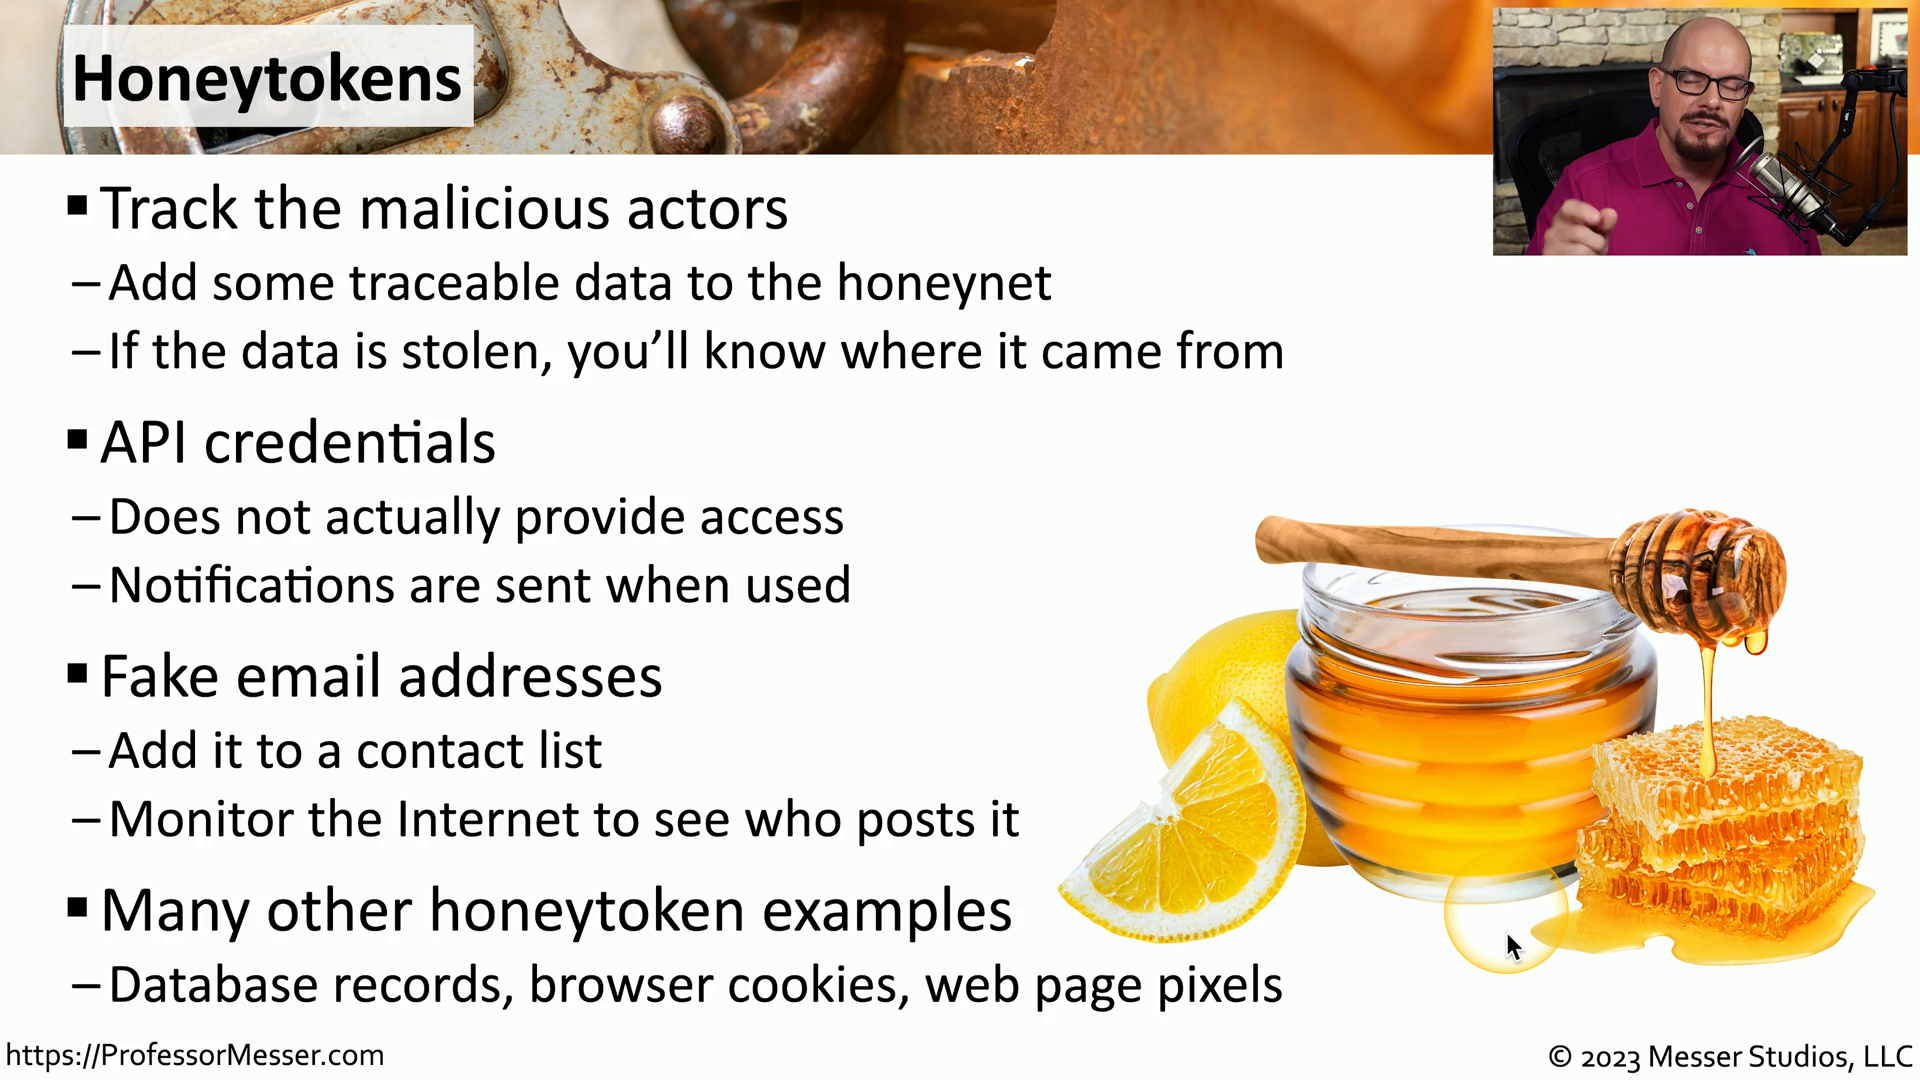 Honeytokens
▪ Track the malicious actors
– Add some traceable data to the honeynet
– If the data is stolen, you’ll know where it came from
▪ API credentials
– Does not actually provide access
– Notifications are sent when used
▪ Fake email addresses
– Add it to a contact list
– Monitor the Internet to see who posts it
▪ Many other honeytoken examples
– Database records, browser cookies, web page pixels
https://ProfessorMesser.com
© 2023 Messer Studios, LLC